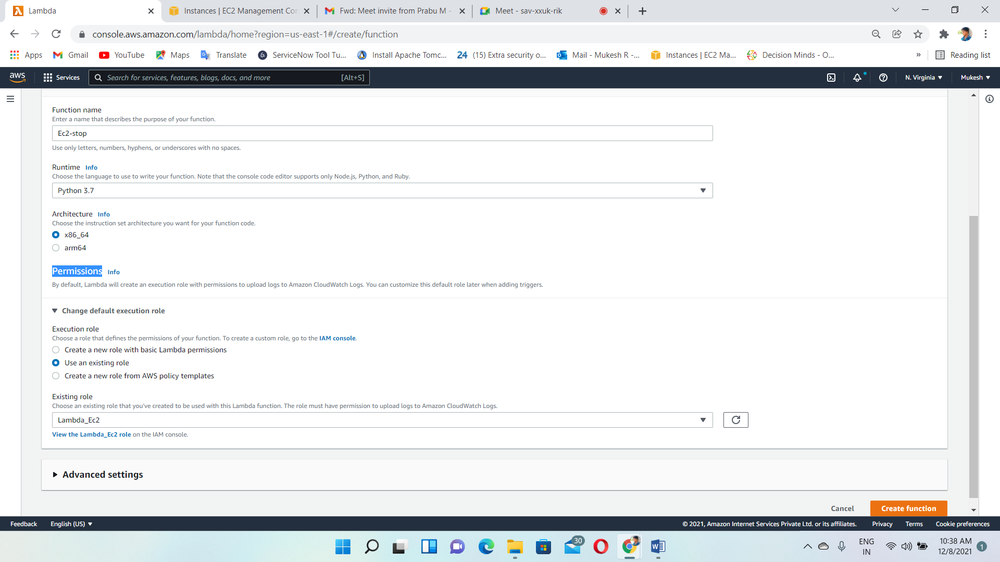 Lambda
Instances | EC2 Management Con
Fwd: Meet invite from Prabu M -
Meet - sav-xxuk-rik
console.aws.amazon.com/lambda/home?region=us-east-1#/create/function
Apps
Gmail
YouTube
Maps
Translate
ServiceNow Tool Tu...
Install Apache Tomc...
24 (15) Extra security o...
Mail - Mukesh R -...
Instances | EC2 Ma...
Decision Minds - O...
»
Reading list
aws
Services
Search for services, features, blogs, docs, and more [Alt+S]
N. Virginia
Mukesh
Function name
Enter a name that describes the purpose of your function.
Ec2-stop
Use only letters, numbers, hyphens, or underscores with no spaces.
Runtime Info
Choose the language to use to write your function. Note that the console code editor supports only Node.js, Python, and Ruby.
Python 3.7
Architecture Info
Choose the instruction set architecture you want for your function code.
x86_64
arm64
Permissions Info
By default, Lambda will create an execution role with permissions to upload logs to Amazon CloudWatch Logs. You can customize this default role later when adding triggers.
Change default execution role
Execution role
Choose a role that defines the permissions of your function. To create a custom role, go to the IAM console.
Create a new role with basic Lambda permissions
Use an existing role
Create a new role from AWS policy templates
Existing role
Choose an existing role that you've created to be used with this Lambda function. The role must have permission to upload logs to Amazon CloudWatch Logs.
Lambda_Ec2
View the Lambda_Ec2 role on the IAM console.
Advanced settings
Cancel
Create function
Feedback
English (US)
© 2021, Amazon Internet Services Private Ltd. or its affiliates.
Privacy
Terms
Cookie preferences
30
ENG
IN
10:38 AM
12/8/2021
1